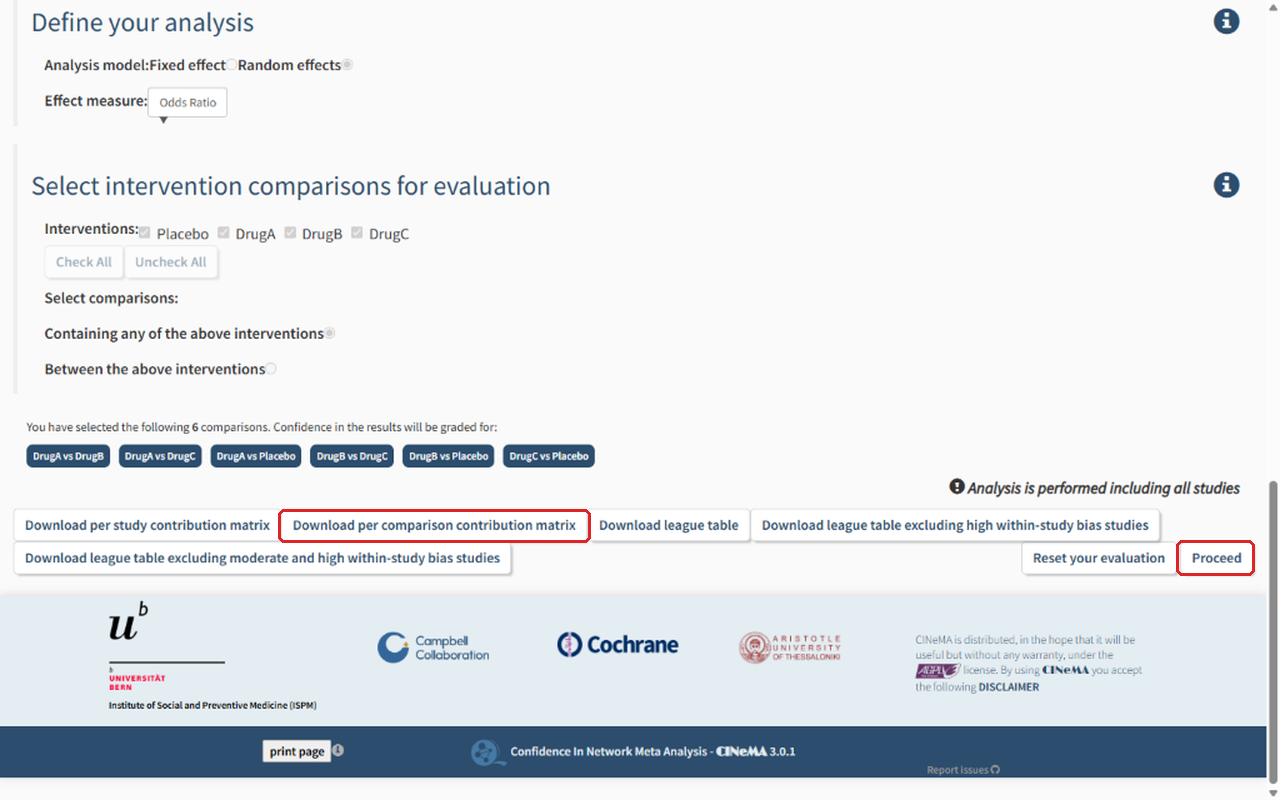 Define your analysis
Analysis model:Fixed effect Random effects
Effect measure: Odds Ratio
Select intervention comparisons for evaluation
Interventions: Placebo DrugA DrugB DrugC
Check All Uncheck All
Select comparisons:
Containing any of the above interventions
Between the above interventions
You have selected the following 6 comparisons. Confidence in the results will be graded for:
DrugA vs DrugB DrugA vs DrugC DrugA vs Placebo DrugB vs DrugC DrugB vs Placebo DrugC vs Placebo
Analysis is performed including all studies
Download per study contribution matrix Download per comparison contribution matrix Download league table Download league table excluding high within-study bias studies
Download league table excluding moderate and high within-study bias studies Reset your evaluation Proceed
u b
b
UNIVERSITÄT
BERN
Institute of Social and Preventive Medicine (ISPM)
Campbell
Collaboration
Cochrane
ARISTOTLE
UNIVERSITY
OF THESSALONIKI
CINeMA is distributed, in the hope that it will be
useful but without any warranty, under the
AGPLv3 license. By using CINeMA you accept
the following DISCLAIMER
print page
Confidence In Network Meta Analysis - CINeMA 3.0.1
Report issues